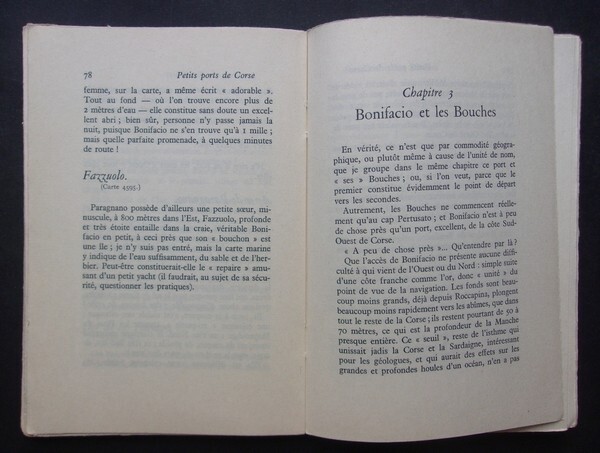 78 Petits ports de Corse
femme, sur la carte, a même écrit « adorable ».
Tout au fond — où l'on trouve encore plus de
2 mètres d'eau — elle constitue sans doute un excel-
lent abri ; bien sûr, personne n'y passe jamais la
nuit, puisque Bonifacio ne s'en trouve qu'à 1 mille ;
mais quelle parfaite promenade, à quelques minutes
de route !
Fazzuolo.
(Carte 4595.)
Paragnano possède d'ailleurs une petite sœur, mi-
nuscule, à 800 mètres dans l'Est, Fazzuolo, profonde
et très étroite entaille dans la craie, véritable Boni-
facio en petit, à ceci près que son « bouchon » est
une île ; je n'y suis pas entré, mais la carte marine
y indique de l'eau suffisamment, du sable et de l'her-
bier. Peut-être constituerait-elle le « repaire » amu-
sant d'un petit yacht (il faudrait, au sujet de sa sécu-
rité, questionner les pratiques).
Chapitre 3
Bonifacio et les Bouches
En vérité, ce n'est que par commodité géogra-
phique, ou plutôt même à cause de l'unité de nom,
que je groupe dans le même chapitre ce port et
« ses » Bouches ; ou, si l'on veut, parce que le
premier constitue évidemment le point de départ
vers les secondes.
Autrement, les Bouches ne commencent réelle-
ment qu'au cap Pertusato ; et Bonifacio n'est à peu
de chose près qu'un port, excellent, de la côte Sud-
Ouest de Corse.
« A peu de chose près »... Qu'entendre par là ?
Que l'accès de Bonifacio ne présente aucune diffi-
culté à qui vient de l'Ouest ou du Nord : simple suite
d'une côte franche comme l'or, donc « unité » du
point de vue de la navigation. Les fonds sont beau-
coup moins grands, déjà depuis Roccapina, plongent
beaucoup moins rapidement vers les abîmes, que dans
tout le reste de la Corse ; ils restent pourtant de 50 à
70 mètres, ce qui est la profondeur de la Manche
presque entière. Ce « seuil », reste de l'isthme qui
unissait jadis la Corse et la Sardaigne, intéressant
pour les géologues, et qui aurait des effets sur les
grandes et profondes houles d'un océan, n'en a pas